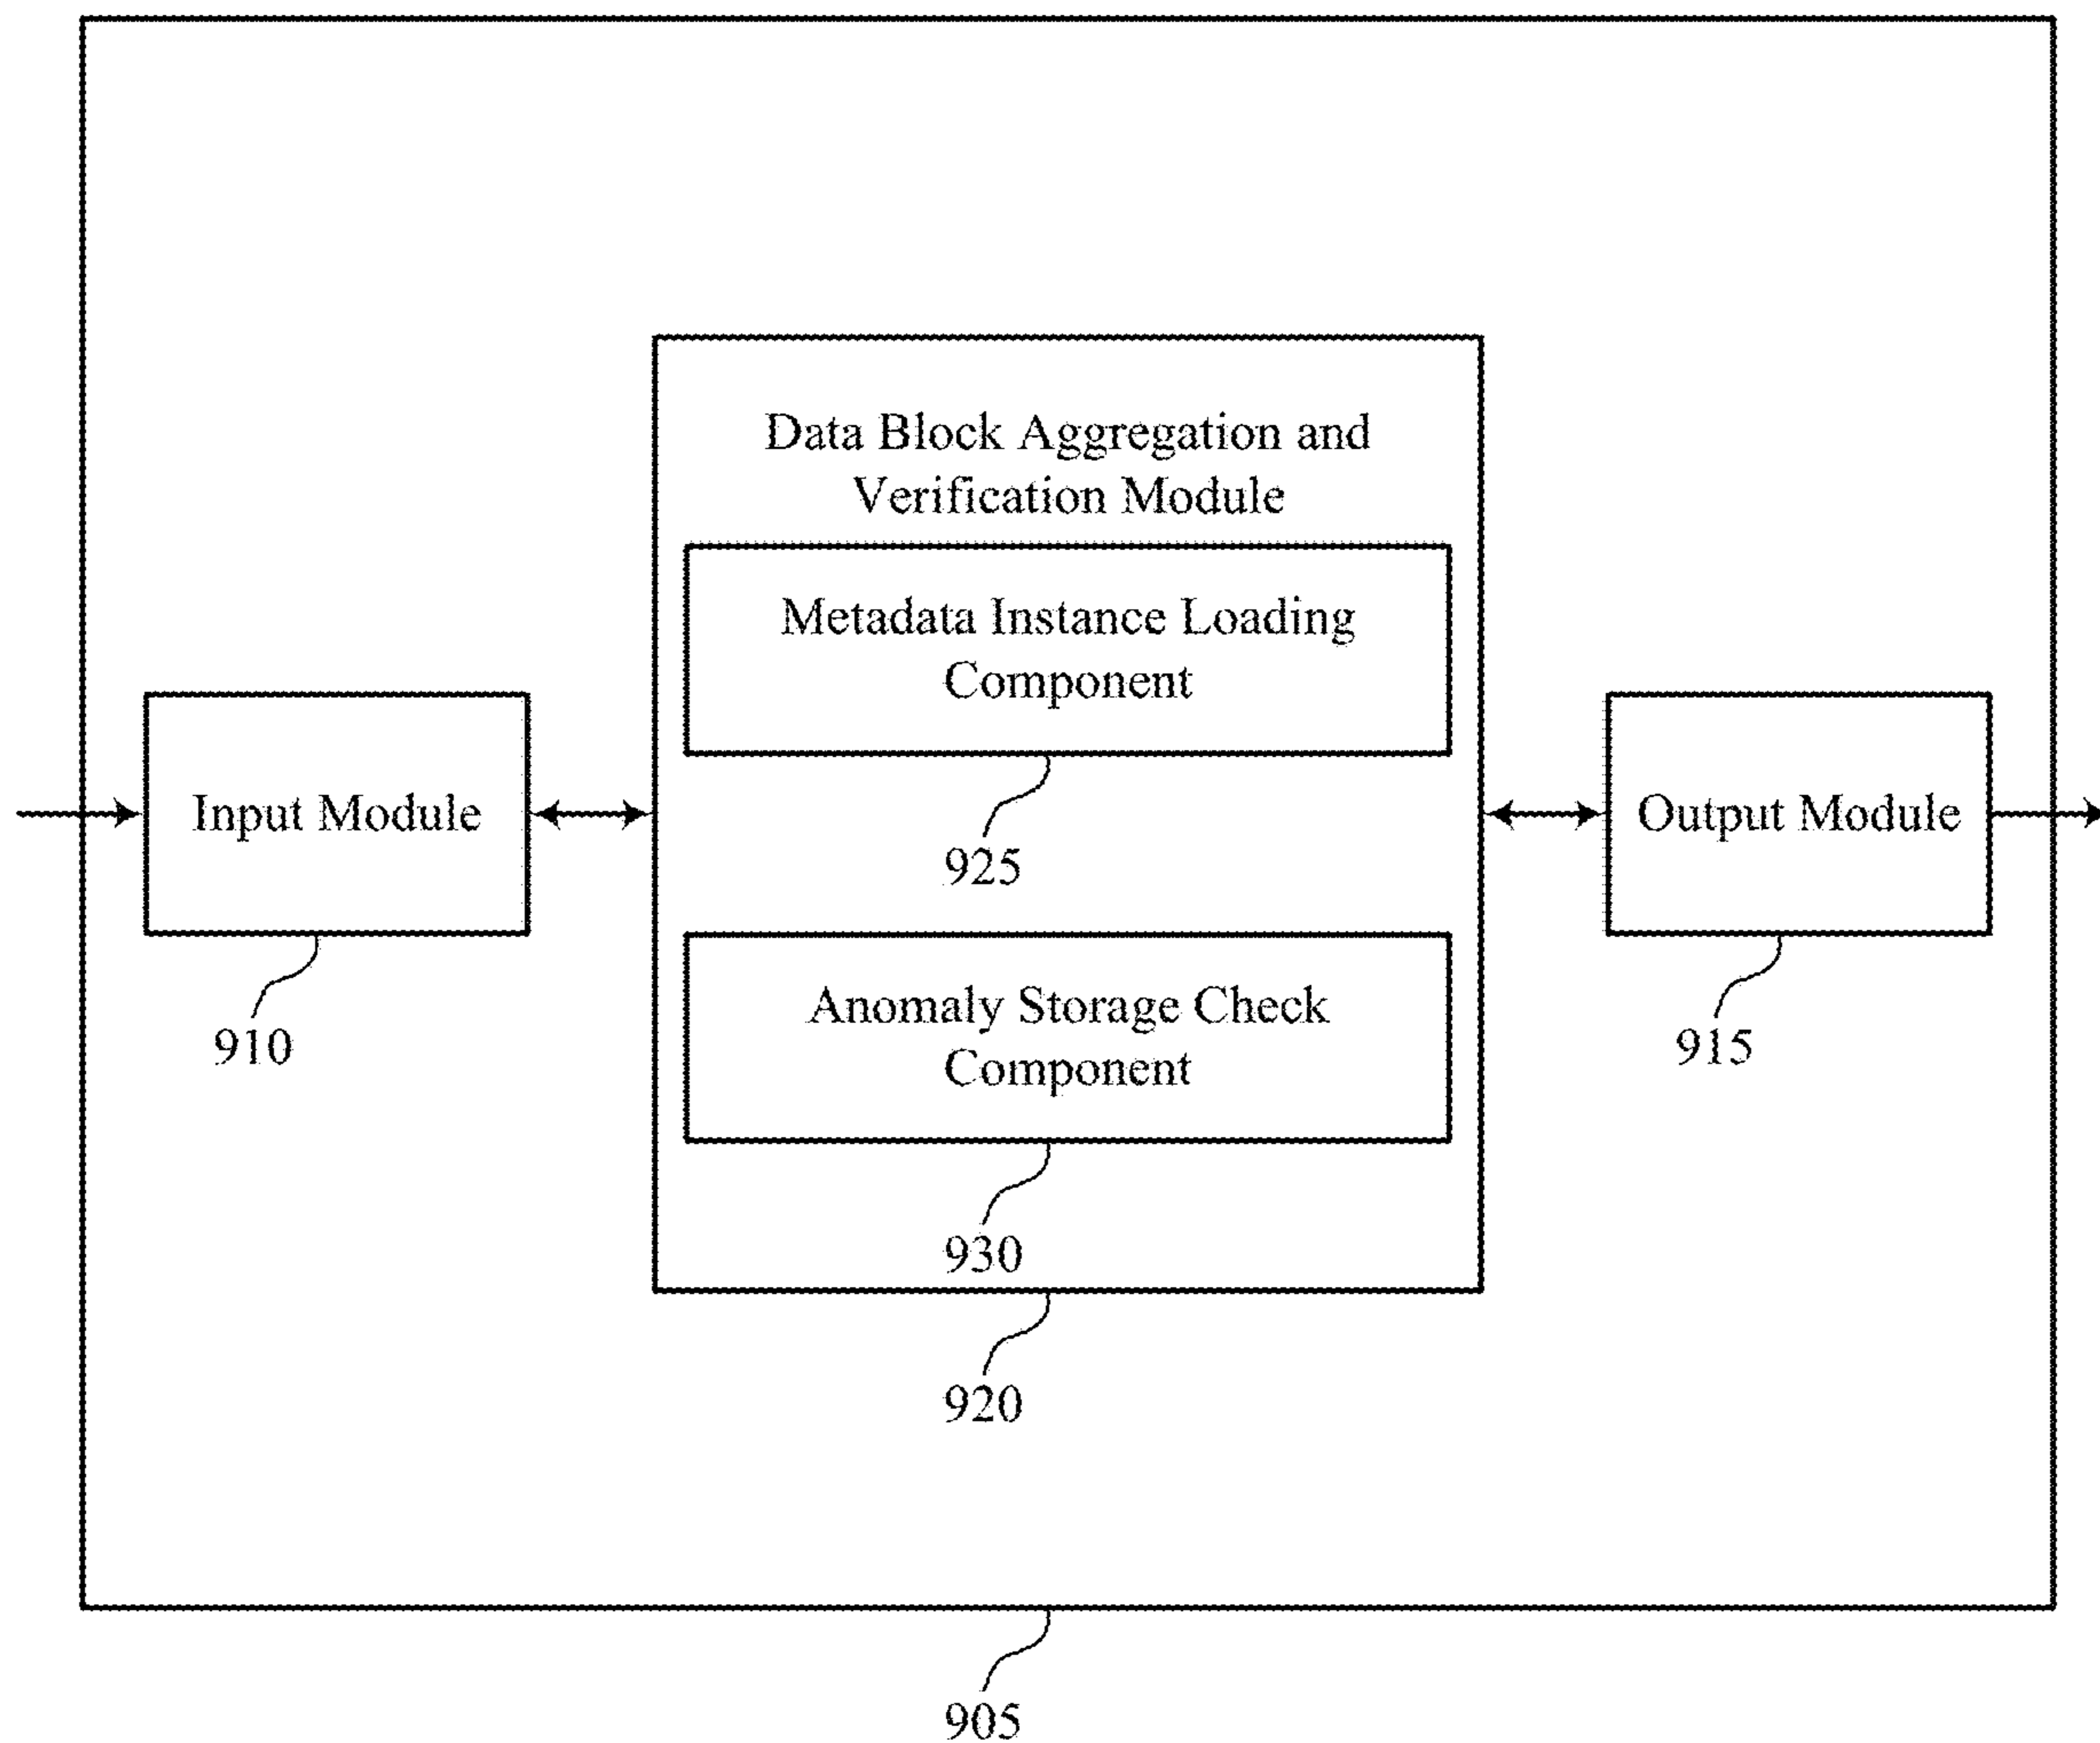 Data Block Aggregation and
Verification Module
Metadata Instance Loading
Component
925
Input Module
910
Output Module
915
Anomaly Storage Check
Component
930
920
905